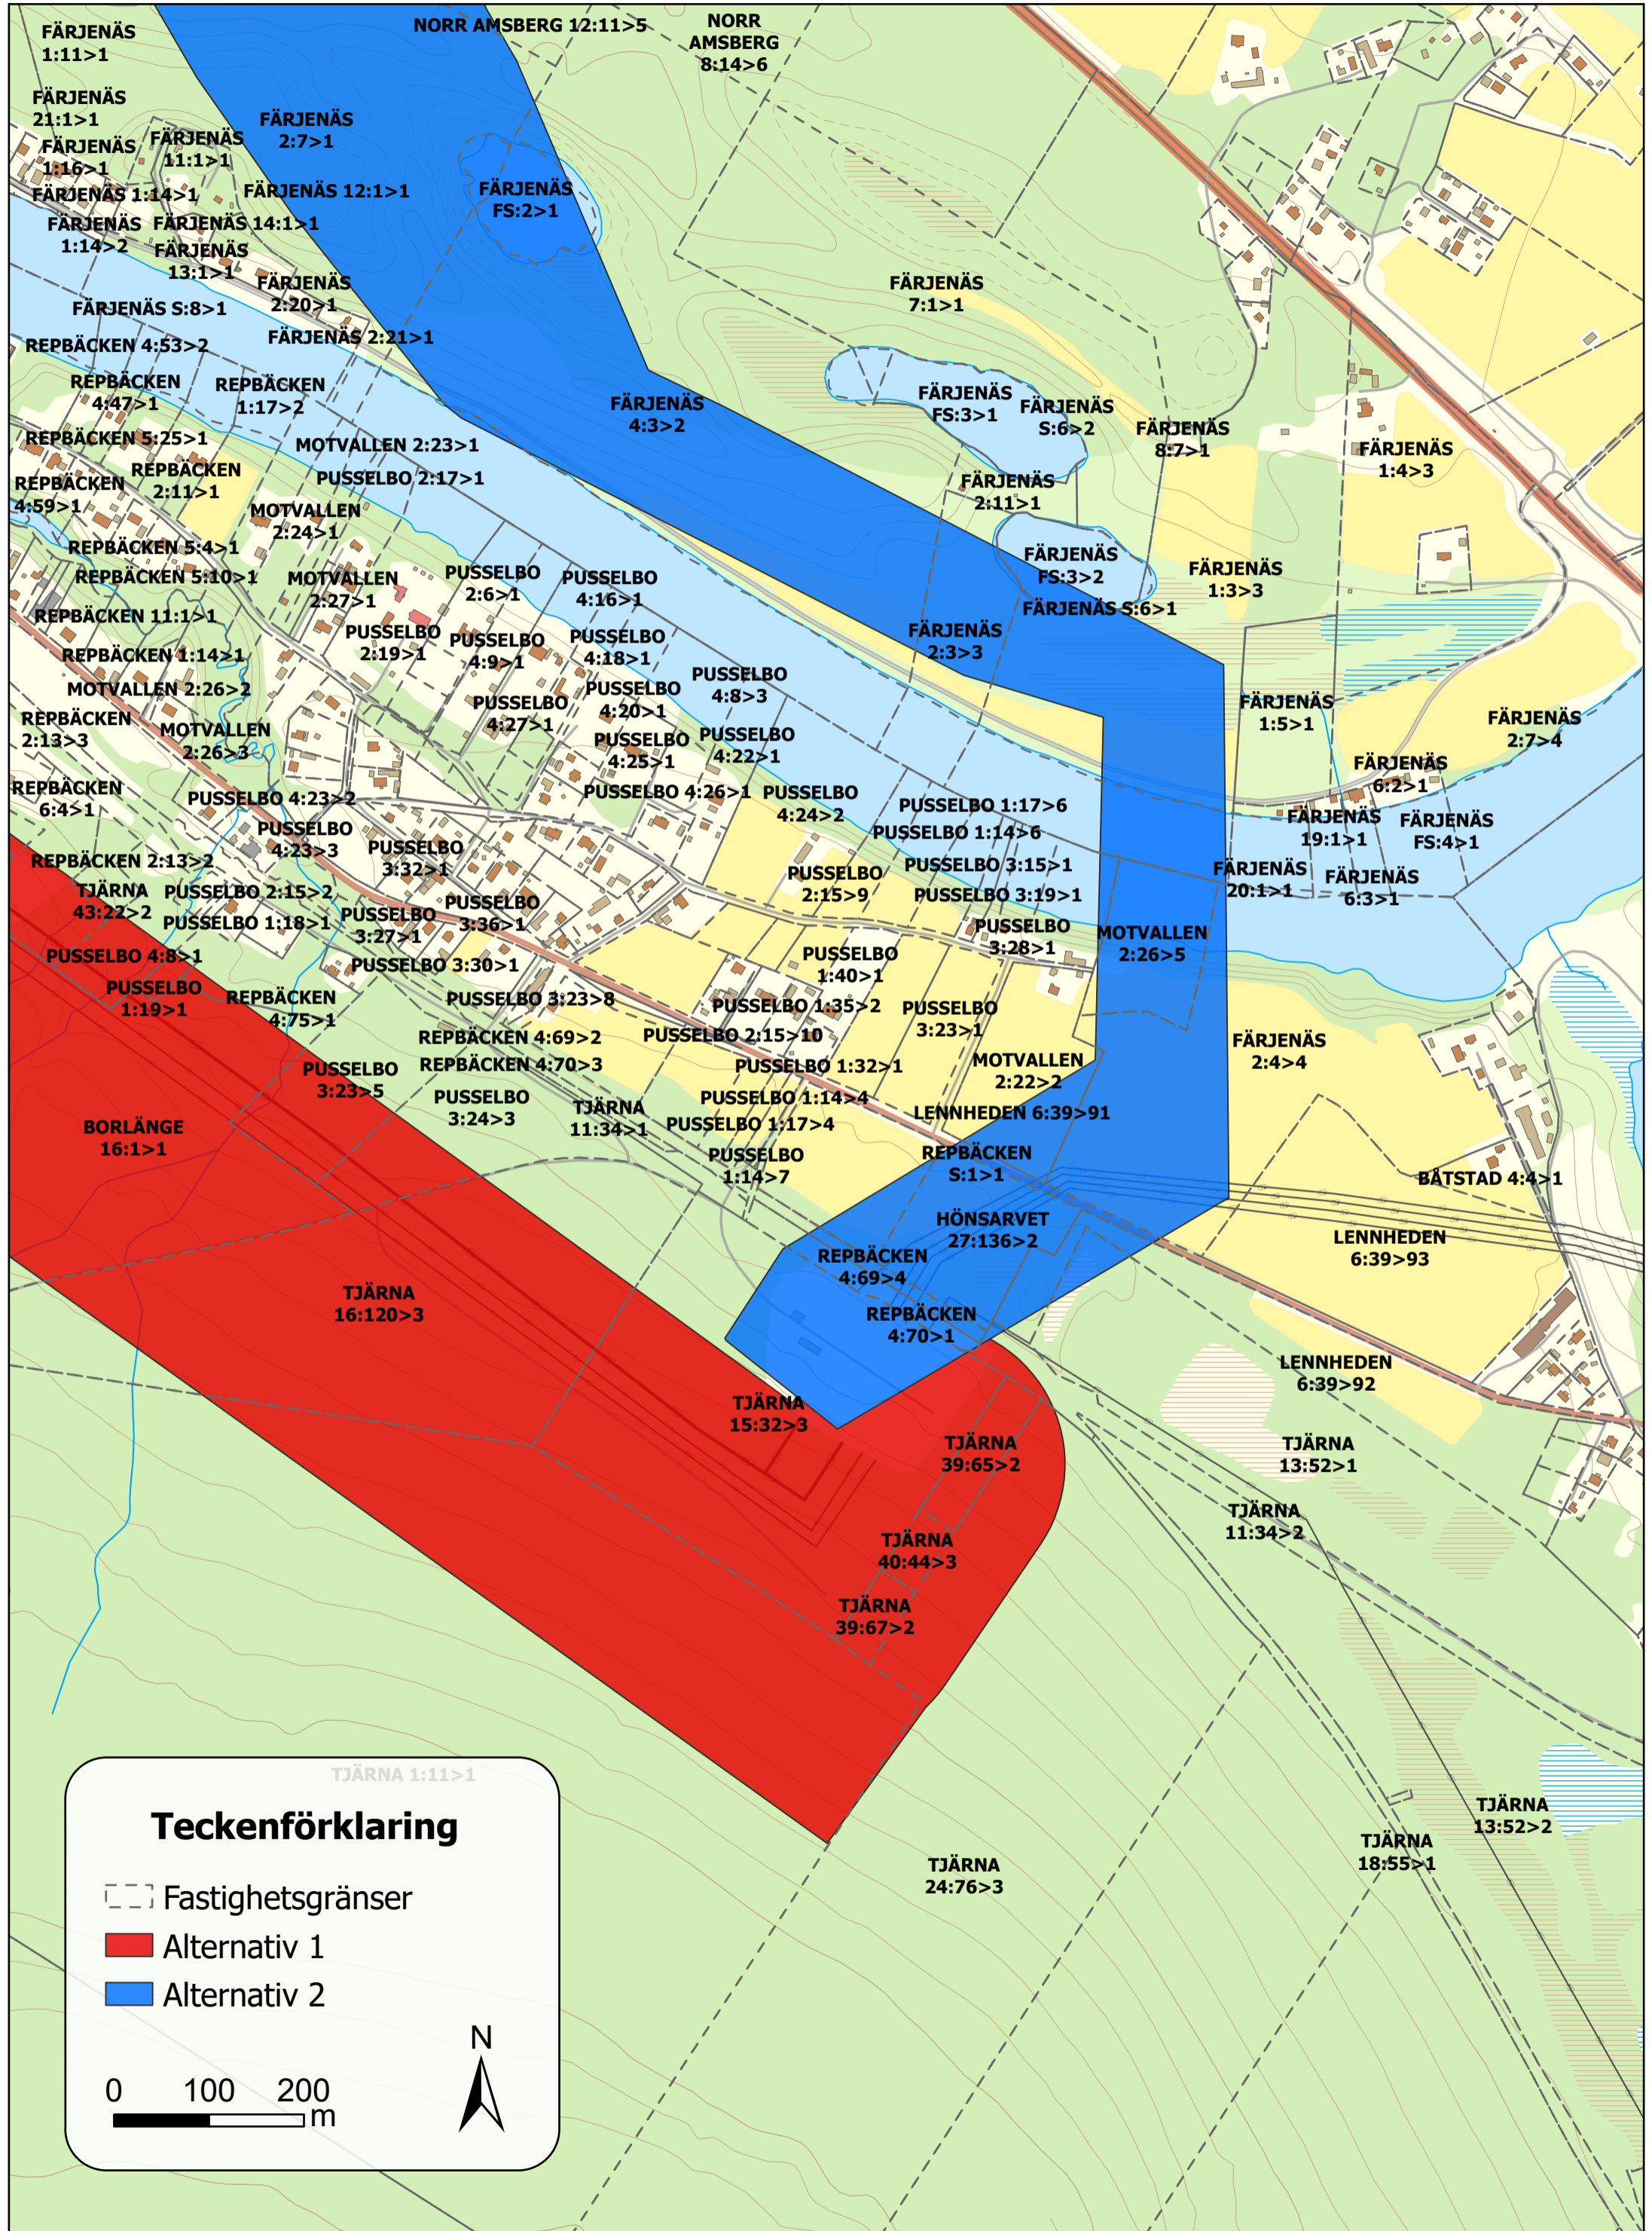 NORR AMSBERG 12:11>5
NORR
AMSBERG
8:14>6
FÄRJENÄS
1:11>1
FÄRJENÄS
21:1>1
FÄRJENÄS
2:7>1
FÄRJENÄS
1:16>1
FÄRJENÄS
11:1>1
FÄRJENÄS 1:14>1
FÄRJENÄS 12:1>1
FÄRJENÄS
FS:2>1
FÄRJENÄS
1:14>2
FÄRJENÄS 14:1>1
FÄRJENÄS
13:1>1
FÄRJENÄS
2:20>1
FÄRJENÄS
7:1>1
FÄRJENÄS S:8>1
FÄRJENÄS 2:21>1
REPBÄCKEN 4:53>2
REPBÄCKEN
4:47>1
REPBÄCKEN
1:17>2
FÄRJENÄS
4:3>2
FÄRJENÄS
FS:3>1
FÄRJENÄS
S:6>2
FÄRJENÄS
8:7>1
FÄRJENÄS
1:4>3
REPBÄCKEN 5:25>1
MOTVALLEN 2:23>1
REPBÄCKEN
2:11>1
PUSSELBO 2:17>1
REPBÄCKEN
4:59>1
FÄRJENÄS
2:11>1
MOTVALLEN
2:24>1
REPBÄCKEN 5:4>1
FÄRJENÄS
FS:3>2
REPBÄCKEN 5:10>1
MOTVALLEN
2:27>1
PUSSELBO
2:6>1
PUSSELBO
4:16>1
FÄRJENÄS
1:3>3
FÄRJENÄS S:6>1
REPBÄCKEN 11:1>1
PUSSELBO
2:19>1
PUSSELBO
4:9>1
PUSSELBO
4:18>1
FÄRJENÄS
2:3>3
REPBÄCKEN 1:14>1
PUSSELBO
4:8>3
MOTVALLEN 2:26>2
PUSSELBO
4:20>1
PUSSELBO
4:27>1
FÄRJENÄS
1:5>1
FÄRJENÄS
2:7>4
REPBÄCKEN
2:13>3
MOTVALLEN
2:26>3
PUSSELBO
4:25>1
PUSSELBO
4:22>1
FÄRJENÄS
6:2>1
REPBÄCKEN
6:4>1
PUSSELBO 4:23>2
PUSSELBO 4:26>1
PUSSELBO
4:24>2
PUSSELBO 1:17>6
FÄRJENÄS
19:1>1
FÄRJENÄS
FS:4>1
PUSSELBO
4:23>3
PUSSELBO 1:14>6
PUSSELBO
3:32>1
REPBÄCKEN 2:13>2
PUSSELBO 3:15>1
PUSSELBO
2:15>9
FÄRJENÄS
20:1>1
FÄRJENÄS
6:3>1
TJÄRNA
43:22>2
PUSSELBO 2:15>2
PUSSELBO 3:19>1
PUSSELBO 1:18>1
PUSSELBO
3:27>1
PUSSELBO
3:36>1
PUSSELBO
3:28>1
MOTVALLEN
2:26>5
PUSSELBO 4:8>1
PUSSELBO 3:30>1
PUSSELBO
1:40>1
PUSSELBO
1:19>1
REPBÄCKEN
4:75>1
PUSSELBO 3:23>8
PUSSELBO 1:35>2
PUSSELBO
3:23>1
REPBÄCKEN 4:69>2
PUSSELBO 2:15>10
FÄRJENÄS
2:4>4
PUSSELBO
3:23>5
REPBÄCKEN 4:70>3
PUSSELBO 1:32>1
MOTVALLEN
2:22>2
PUSSELBO
3:24>3
TJÄRNA
11:34>1
PUSSELBO 1:14>4
LENNHEDEN 6:39>91
BORLÄNGE
16:1>1
PUSSELBO 1:17>4
PUSSELBO
1:14>7
REPBÄCKEN
S:1>1
BÅTSTAD 4:4>1
HÖNSARVET
27:136>2
LENNHEDEN
6:39>93
REPBÄCKEN
4:69>4
TJÄRNA
16:120>3
REPBÄCKEN
4:70>1
LENNHEDEN
6:39>92
TJÄRNA
15:32>3
TJÄRNA
39:65>2
TJÄRNA
13:52>1
TJÄRNA
11:34>2
TJÄRNA
40:44>3
TJÄRNA
39:67>2
TJÄRNA 1:11>1
TJÄRNA
13:52>2
TJÄRNA
18:55>1
TJÄRNA
24:76>3
Teckenförklaring
Fastighetsgränser
Alternativ 1
Alternativ 2
N
0 100 200
m